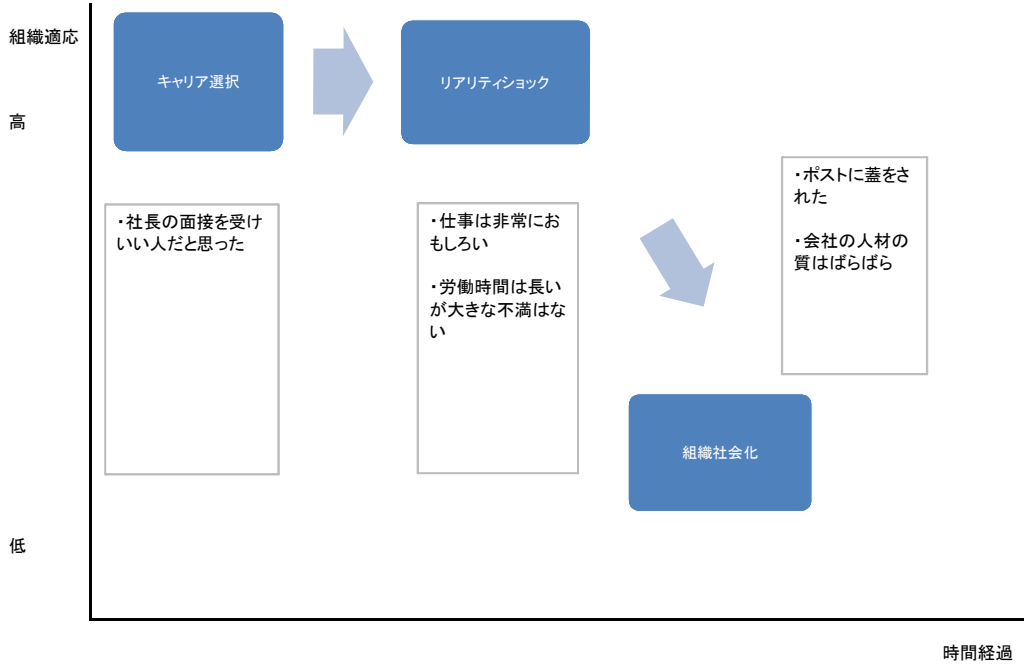 組織適応
高
低
キャリア選択
リアリティショック
・社長の面接を受け
いい人だと思った
・仕事は非常にお
もしろい
・労働時間は長い
が大きな不満はな
い
・ポストに蓋をさ
れた
・会社の人材の
質はばらばら
組織社会化
時間経過